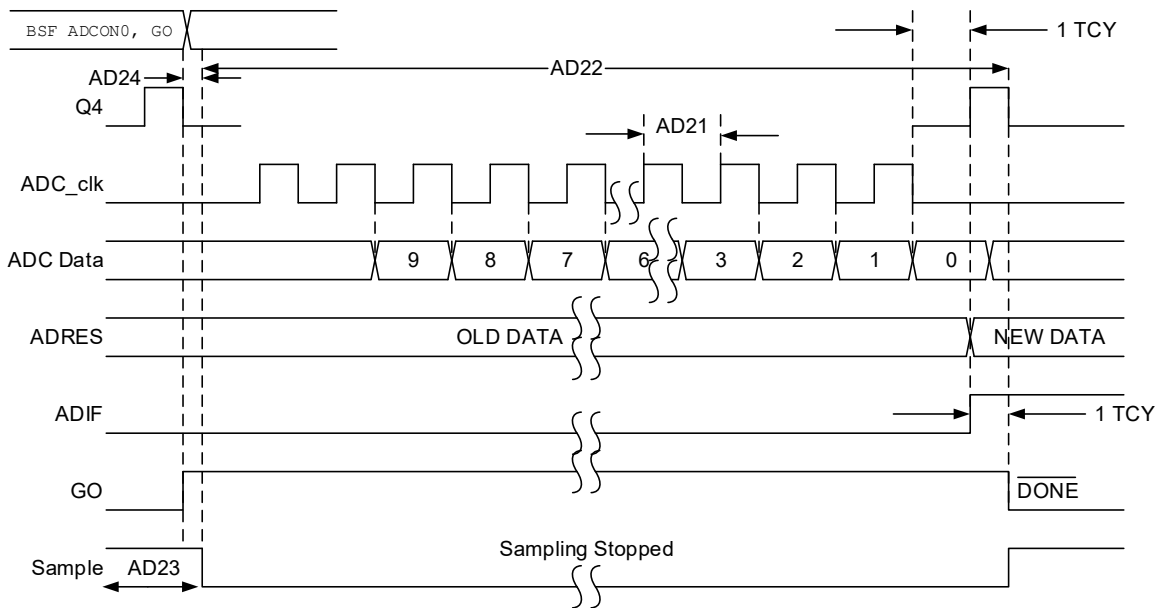 BSF ADCON0, GO
1 TCY
AD24
AD22
Q4
AD21
ADC_clk
ADC Data 9 8 7 6 3 2 1 0
ADRES OLD DATA NEW DATA
ADIF
1 TCY
GO DONE
Sampling Stopped
Sample AD23